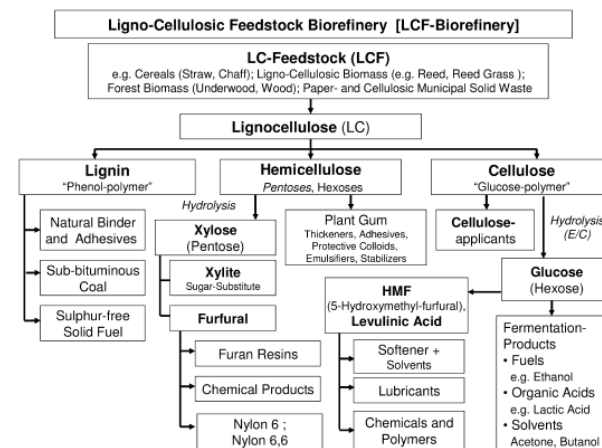 Ligno-Cellulosic Feedstock Biorefinery [LCF-Biorefinery]
LC-Feedstock (LCF)
e.g. Cereals (Straw, Chaff); Ligno-Cellulosic Biomass (e.g. Reed, Reed Grass );
Forest Biomass (Underwood, Wood); Paper- and Cellulosic Municipal Solid Waste
Lignocellulose (LC)
Lignin
"Phenol-polymer"
Hemicellulose
Pentoses, Hexoses
Cellulose
"Glucose-polymer"
Natural Binder
and Adhesives
Sub-bituminous
Coal
Sulphur-free
Solid Fuel
Hydrolysis
Xylose
(Pentose)
Xylite
Sugar-Substitute
Furfural
Furan Resins
Chemical Products
Nylon 6 ;
Nylon 6,6
Plant Gum
Thickeners, Adhesives,
Protective Colloids,
Emulsifiers, Stabilizers
Cellulose-
applicants
Hydrolysis
(E/C)
Glucose
(Hexose)
HMF
(5-Hydroxymethyl-furfural),
Levulinic Acid
Softener +
Solvents
Lubricants
Chemicals and
Polymers
Fermentation-
Products
• Fuels
e.g. Ethanol
• Organic Acids
e.g. Lactic Acid
• Solvents
Acetone, Butanol